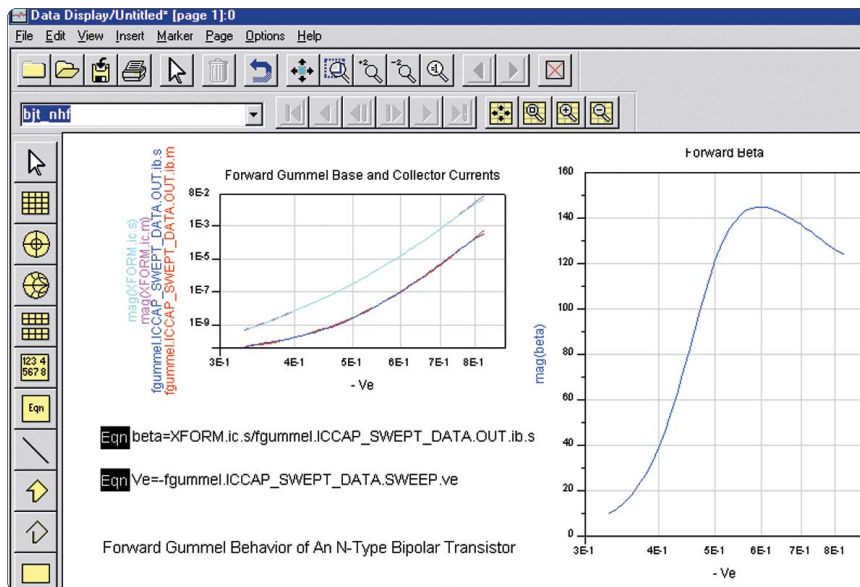 Data Display/Untitled* [page 1]:0
File Edit View Insert Marker Page Options Help
+2 -2
bjt_nhf
mag(XFORM.ic.s)
mag(XFORM.ic.m)
fgummel.ICCAP_SWEPT_DATA.OUT.ib.s
fgummel.ICCAP_SWEPT_DATA.OUT.ib.m
Forward Gummel Base and Collector Currents
8E-2
1E-3
1E-5
1E-7
1E-9
3E-1 4E-1 5E-1 6E-1 7E-1 8E-1
- Ve
Forward Beta
mag(beta)
160
140
120
100
80
60
40
20
0
3E-1 4E-1 5E-1 6E-1 7E-1 8E-1
- Ve
123 4
567 8
Eqn
Eqn beta=XFORM.ic.s/fgummel.ICCAP_SWEPT_DATA.OUT.ib.s
Eqn Ve=-fgummel.ICCAP_SWEPT_DATA.SWEEP.ve
Forward Gummel Behavior of An N-Type Bipolar Transistor